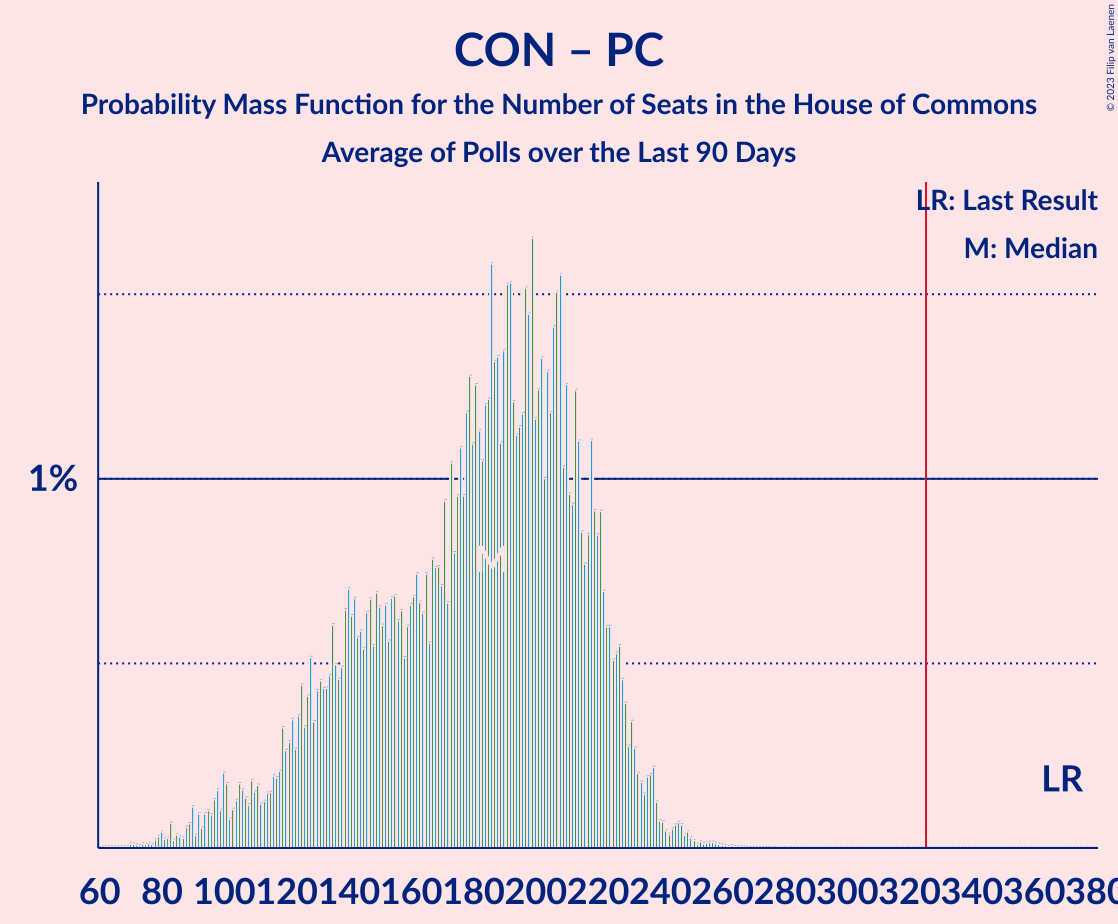 CON – PC
Probability Mass Function for the Number of Seats in the House of Commons
Average of Polls over the Last 90 Days
© 2023 Filip van Laenen
LR: Last Result
M: Median
1%
M
LR
60 80 100 120 140 160 180 200 220 240 260 280 300 320 340 360 380